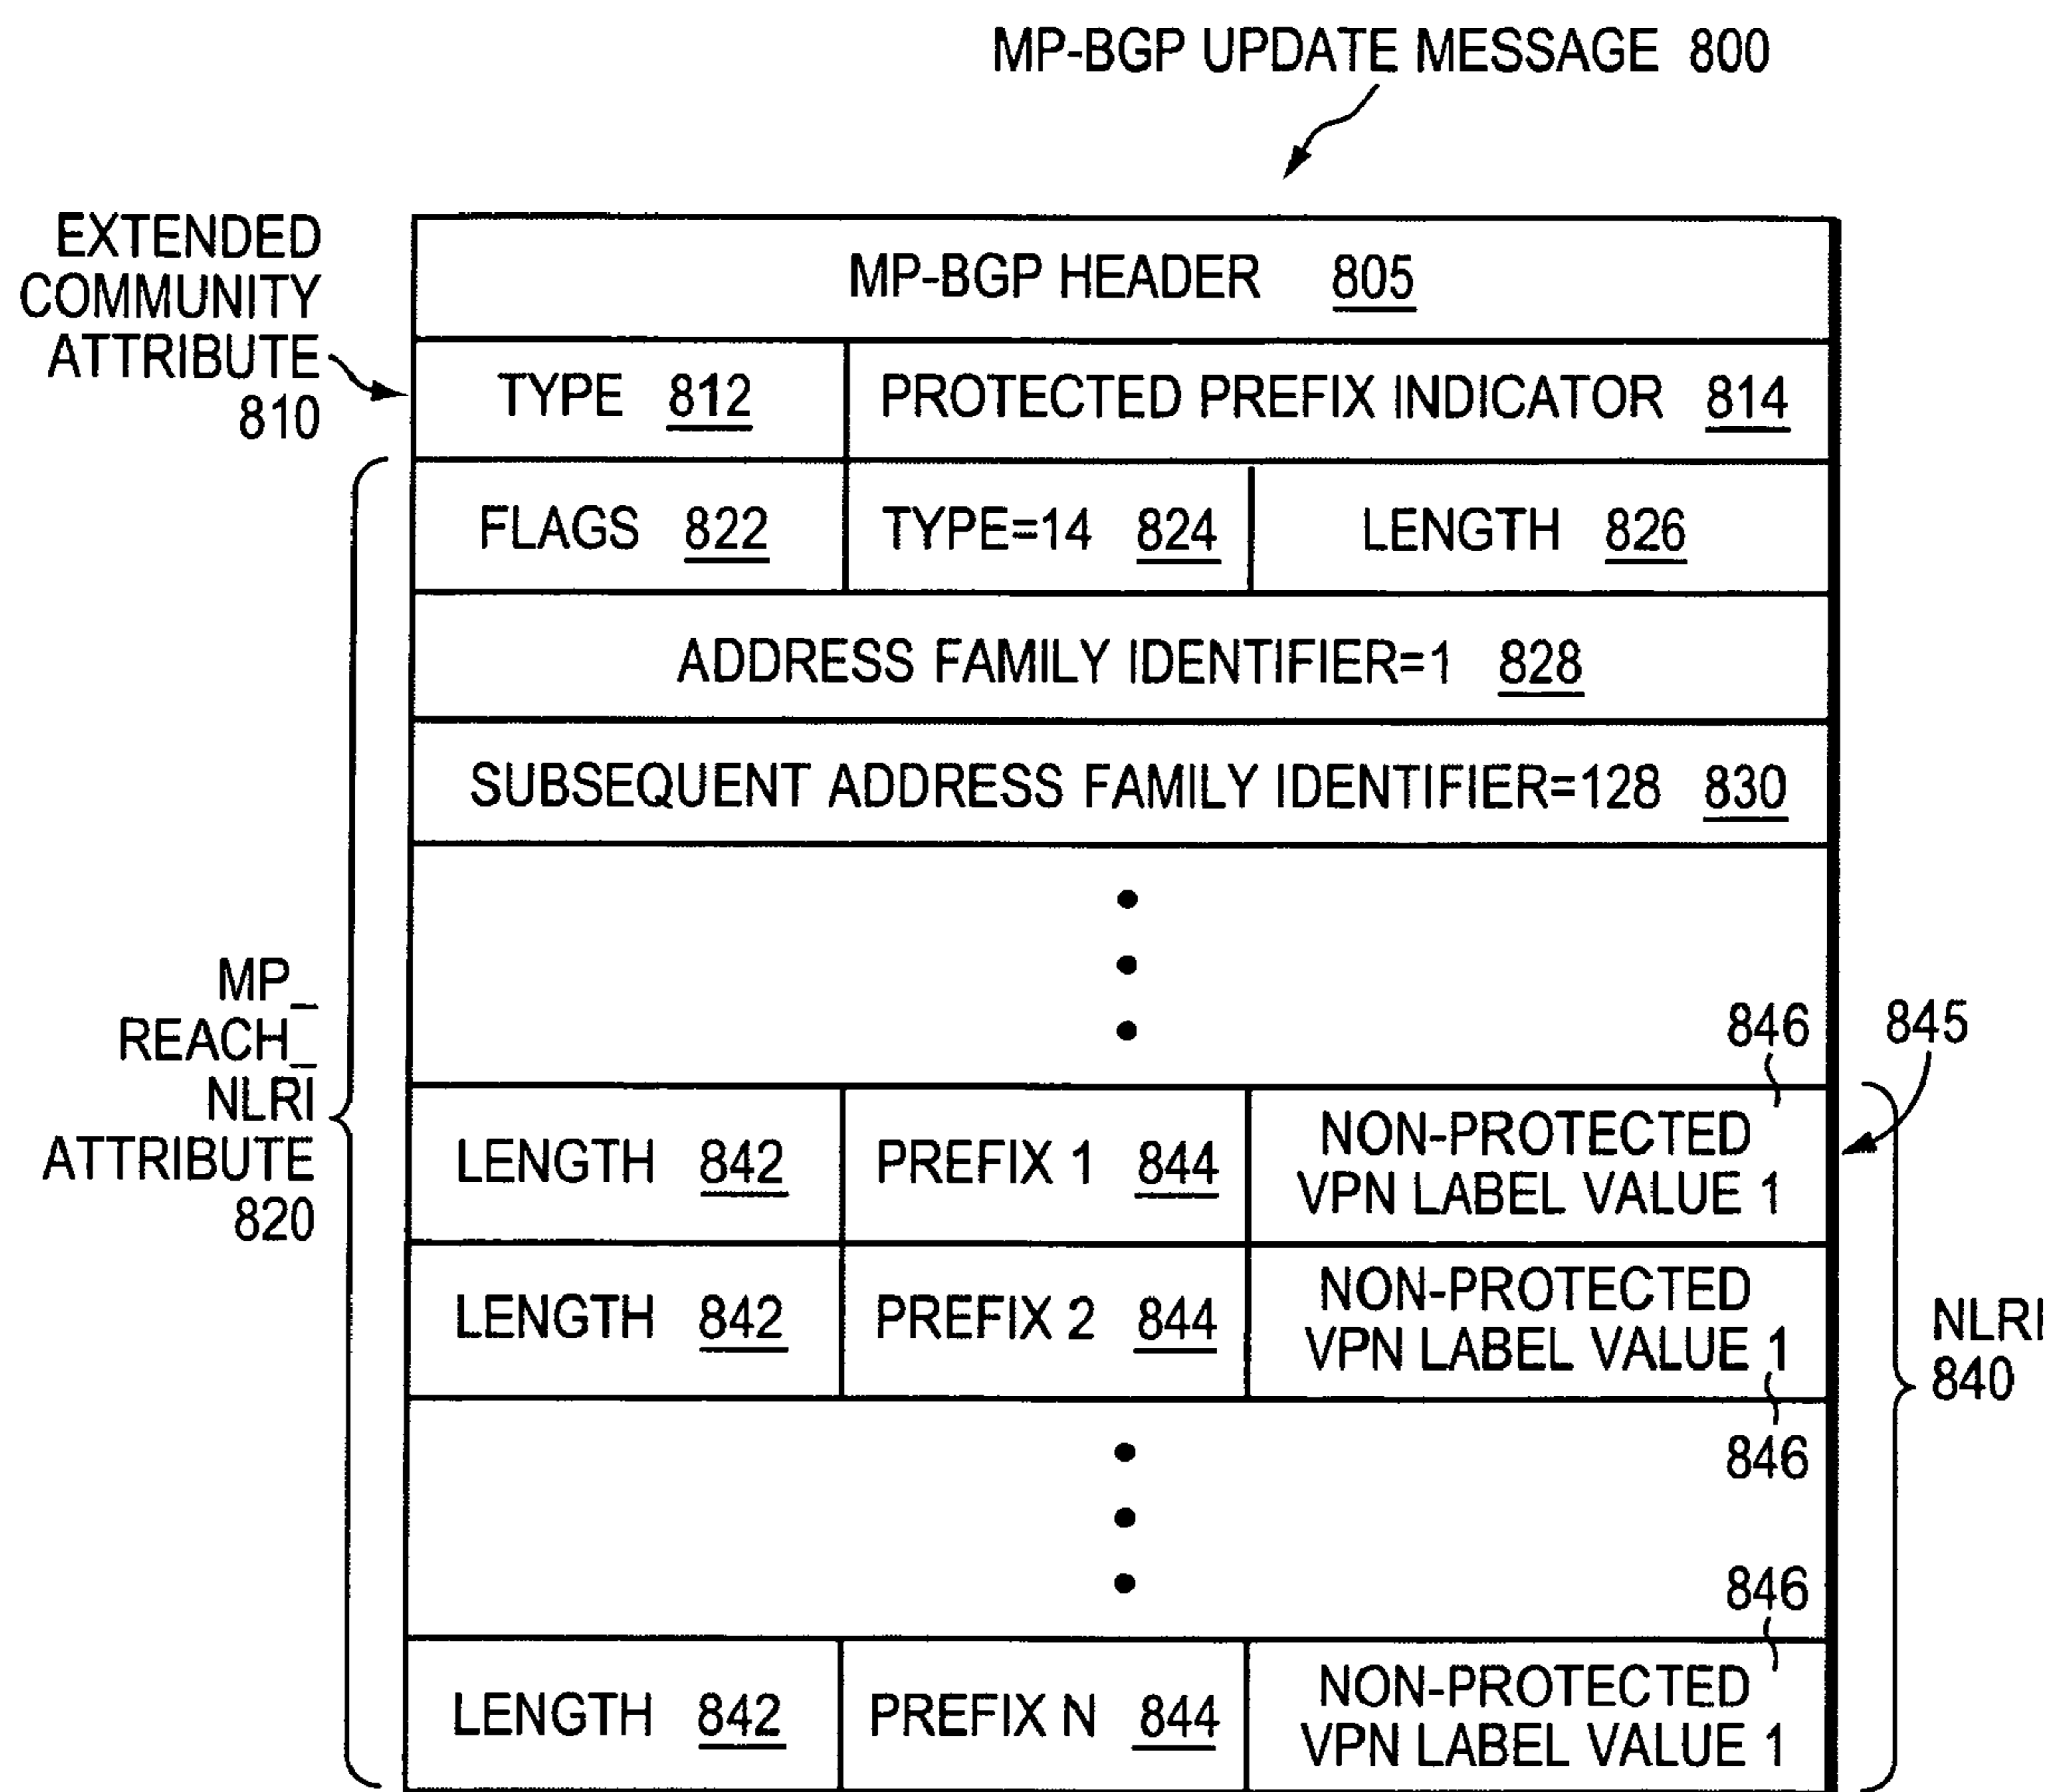 MP-BGP UPDATE MESSAGE 800
EXTENDED
COMMUNITY
ATTRIBUTE
810
MP-BGP HEADER 805
TYPE 812 PROTECTED PREFIX INDICATOR 814
FLAGS 822 TYPE=14 824 LENGTH 826
ADDRESS FAMILY IDENTIFIER=1 828
SUBSEQUENT ADDRESS FAMILY IDENTIFIER=128 830
MP_
REACH_
NLRI
ATTRIBUTE
820
846
845
LENGTH 842 PREFIX 1 844
NON-PROTECTED
VPN LABEL VALUE 1
LENGTH 842 PREFIX 2 844
NON-PROTECTED
VPN LABEL VALUE 1
NLRI
840
846
846
LENGTH 842 PREFIX N 844
NON-PROTECTED
VPN LABEL VALUE 1